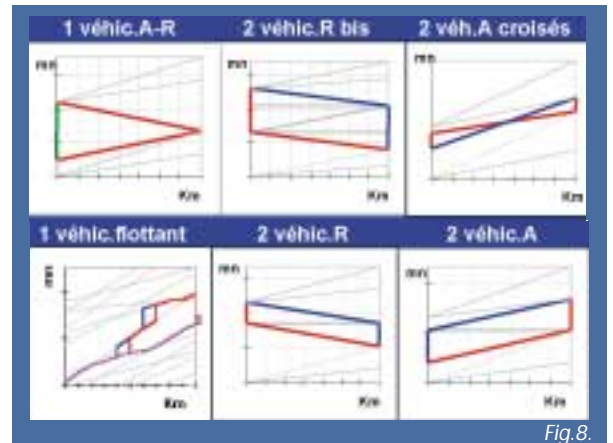 1 véhic.A-R 2 véhic.R bis 2 véh.A croisés
mn mn mn
Km Km Km
1 véhic.flottant 2 véhic.R 2 véhic.A
mn mn mn
Km Km Km
Fig.8.